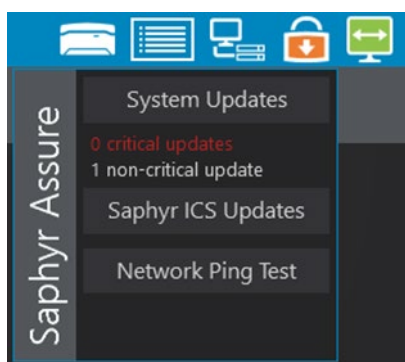 Saphyr Assure
System Updates
0 critical updates
1 non-critical update
Saphyr ICS Updates
Network Ping Test